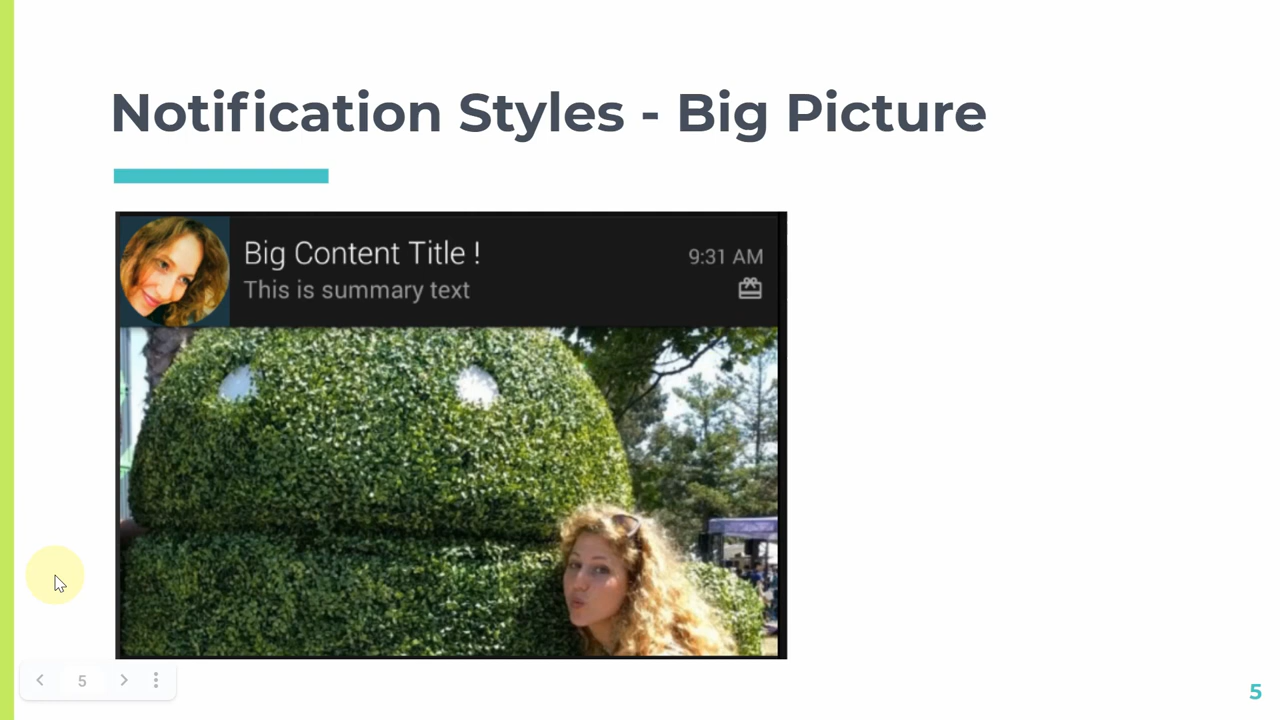 Notification Styles - Big Picture
Big Content Title !
9:31 AM
This is summary text
5
5